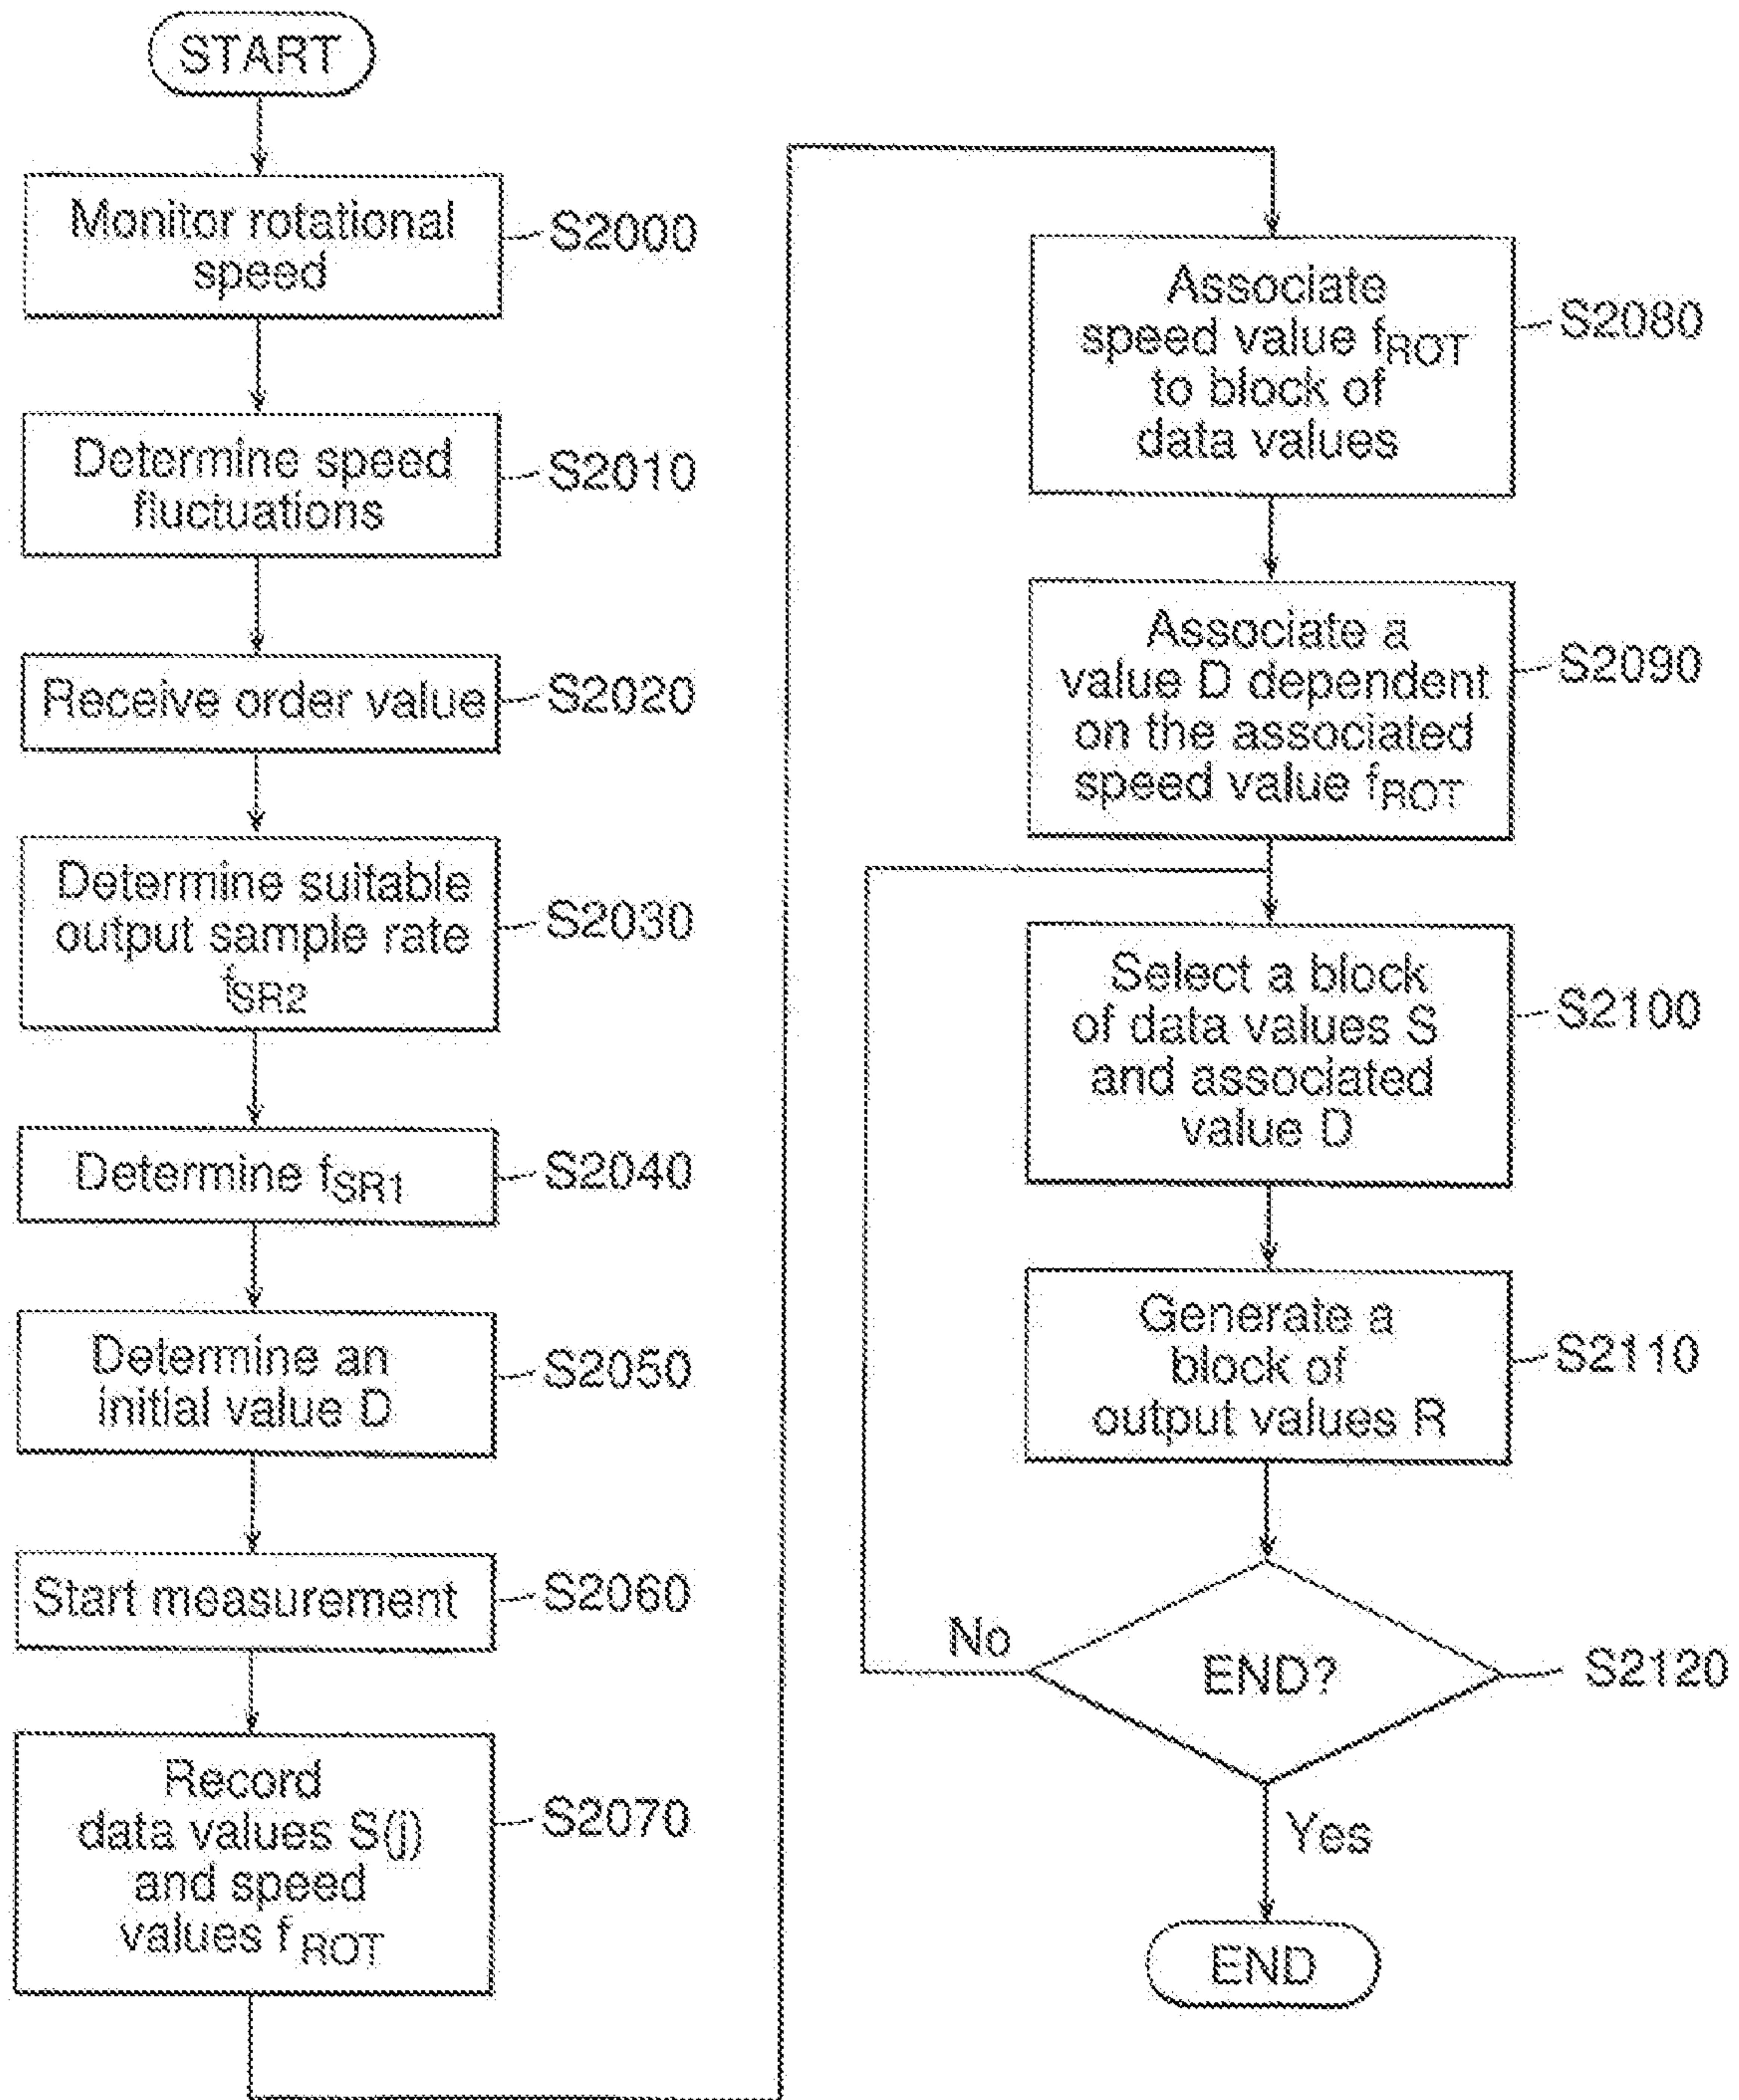 START
Monitor rotational
speed
S2000
Determine speed
fluctuations
S2010
Receive order value
S2020
Determine suitable
output sample rate
fSR2
S2030
Determine fSR1
S2040
Determine an
initial value D
S2050
Start measurement
S2060
Record
data values S(j)
and speed
values fROT
S2070
Associate
speed value fROT
to block of
data values
S2080
Associate a
value D dependent
on the associated
speed value fROT
S2090
Select a block
of data values S
and associated
value D
S2100
Generate a
block of
output values R
S2110
No
END?
S2120
Yes
END